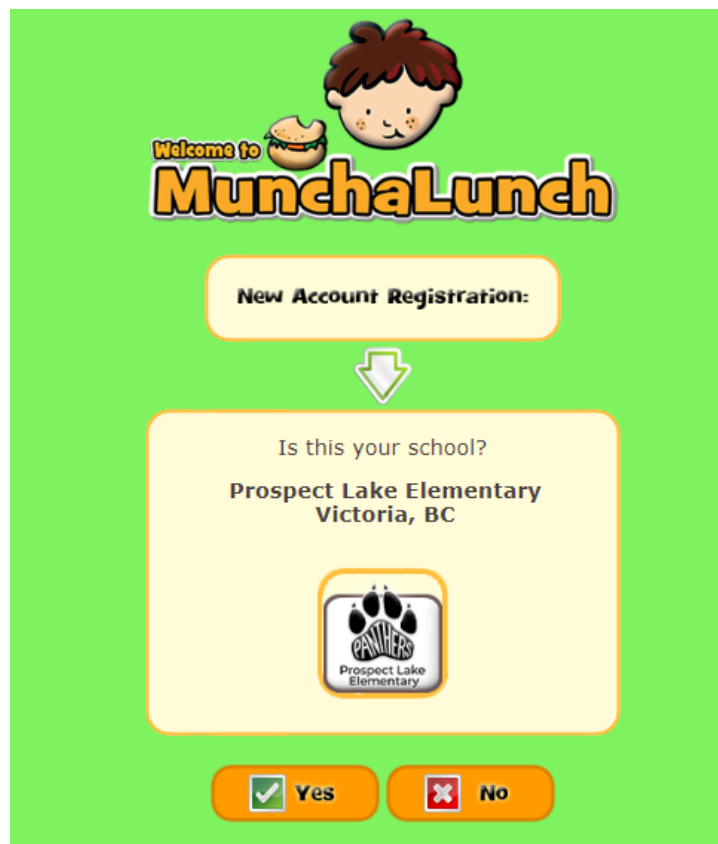 Welcome to
MunchaLunch
New Account Registration:
Is this your school?
Prospect Lake Elementary
Victoria, BC
PANTHERS
Prospect Lake
Elementary
Yes
No